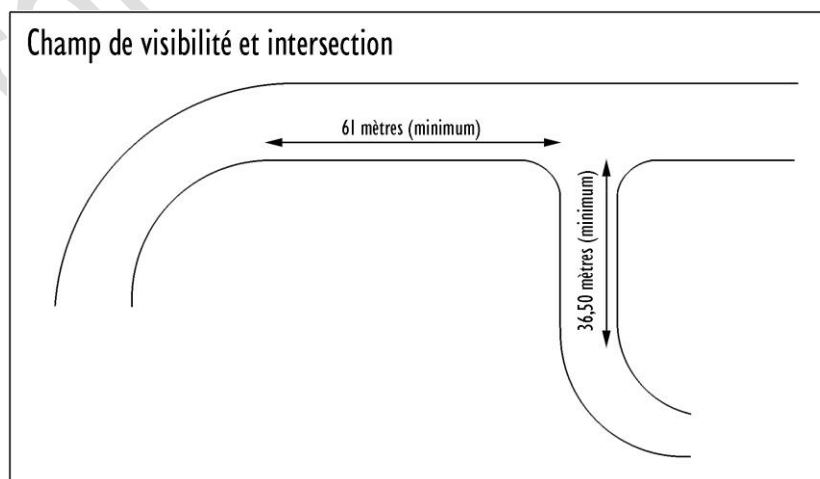 Champ de visibilité et intersection
61 mètres (minimum)
36,50 mètres (minimum)